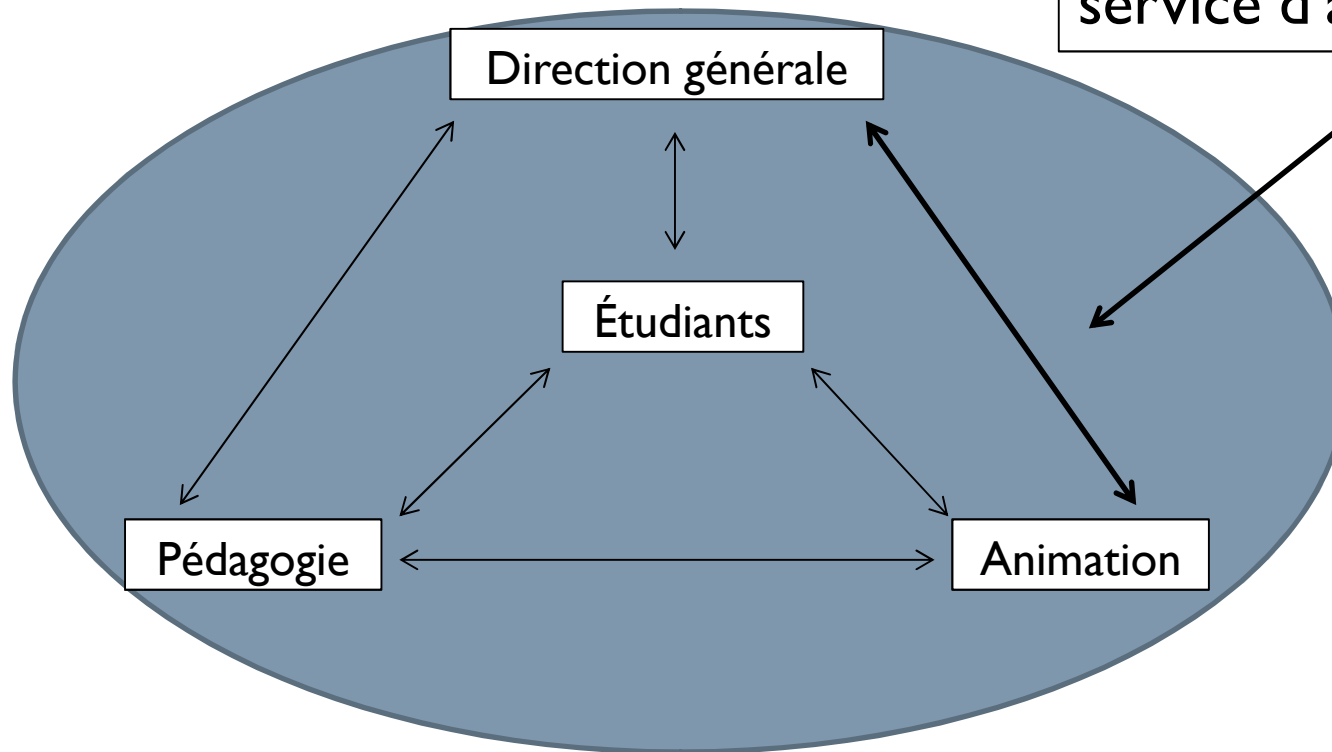 service d'a
Direction générale
Étudiants
Pédagogie
Animation